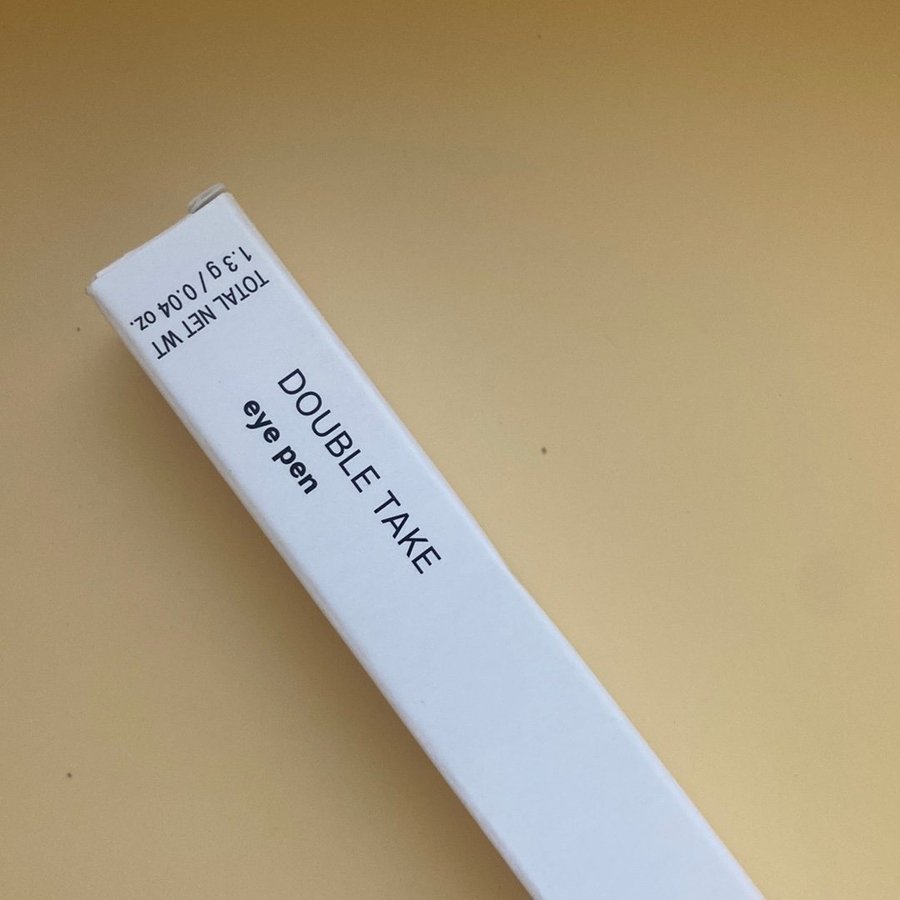 DOUBLE TAKE
eye pen
TOTAL NET WT
1.3 g / 0.04 oz.